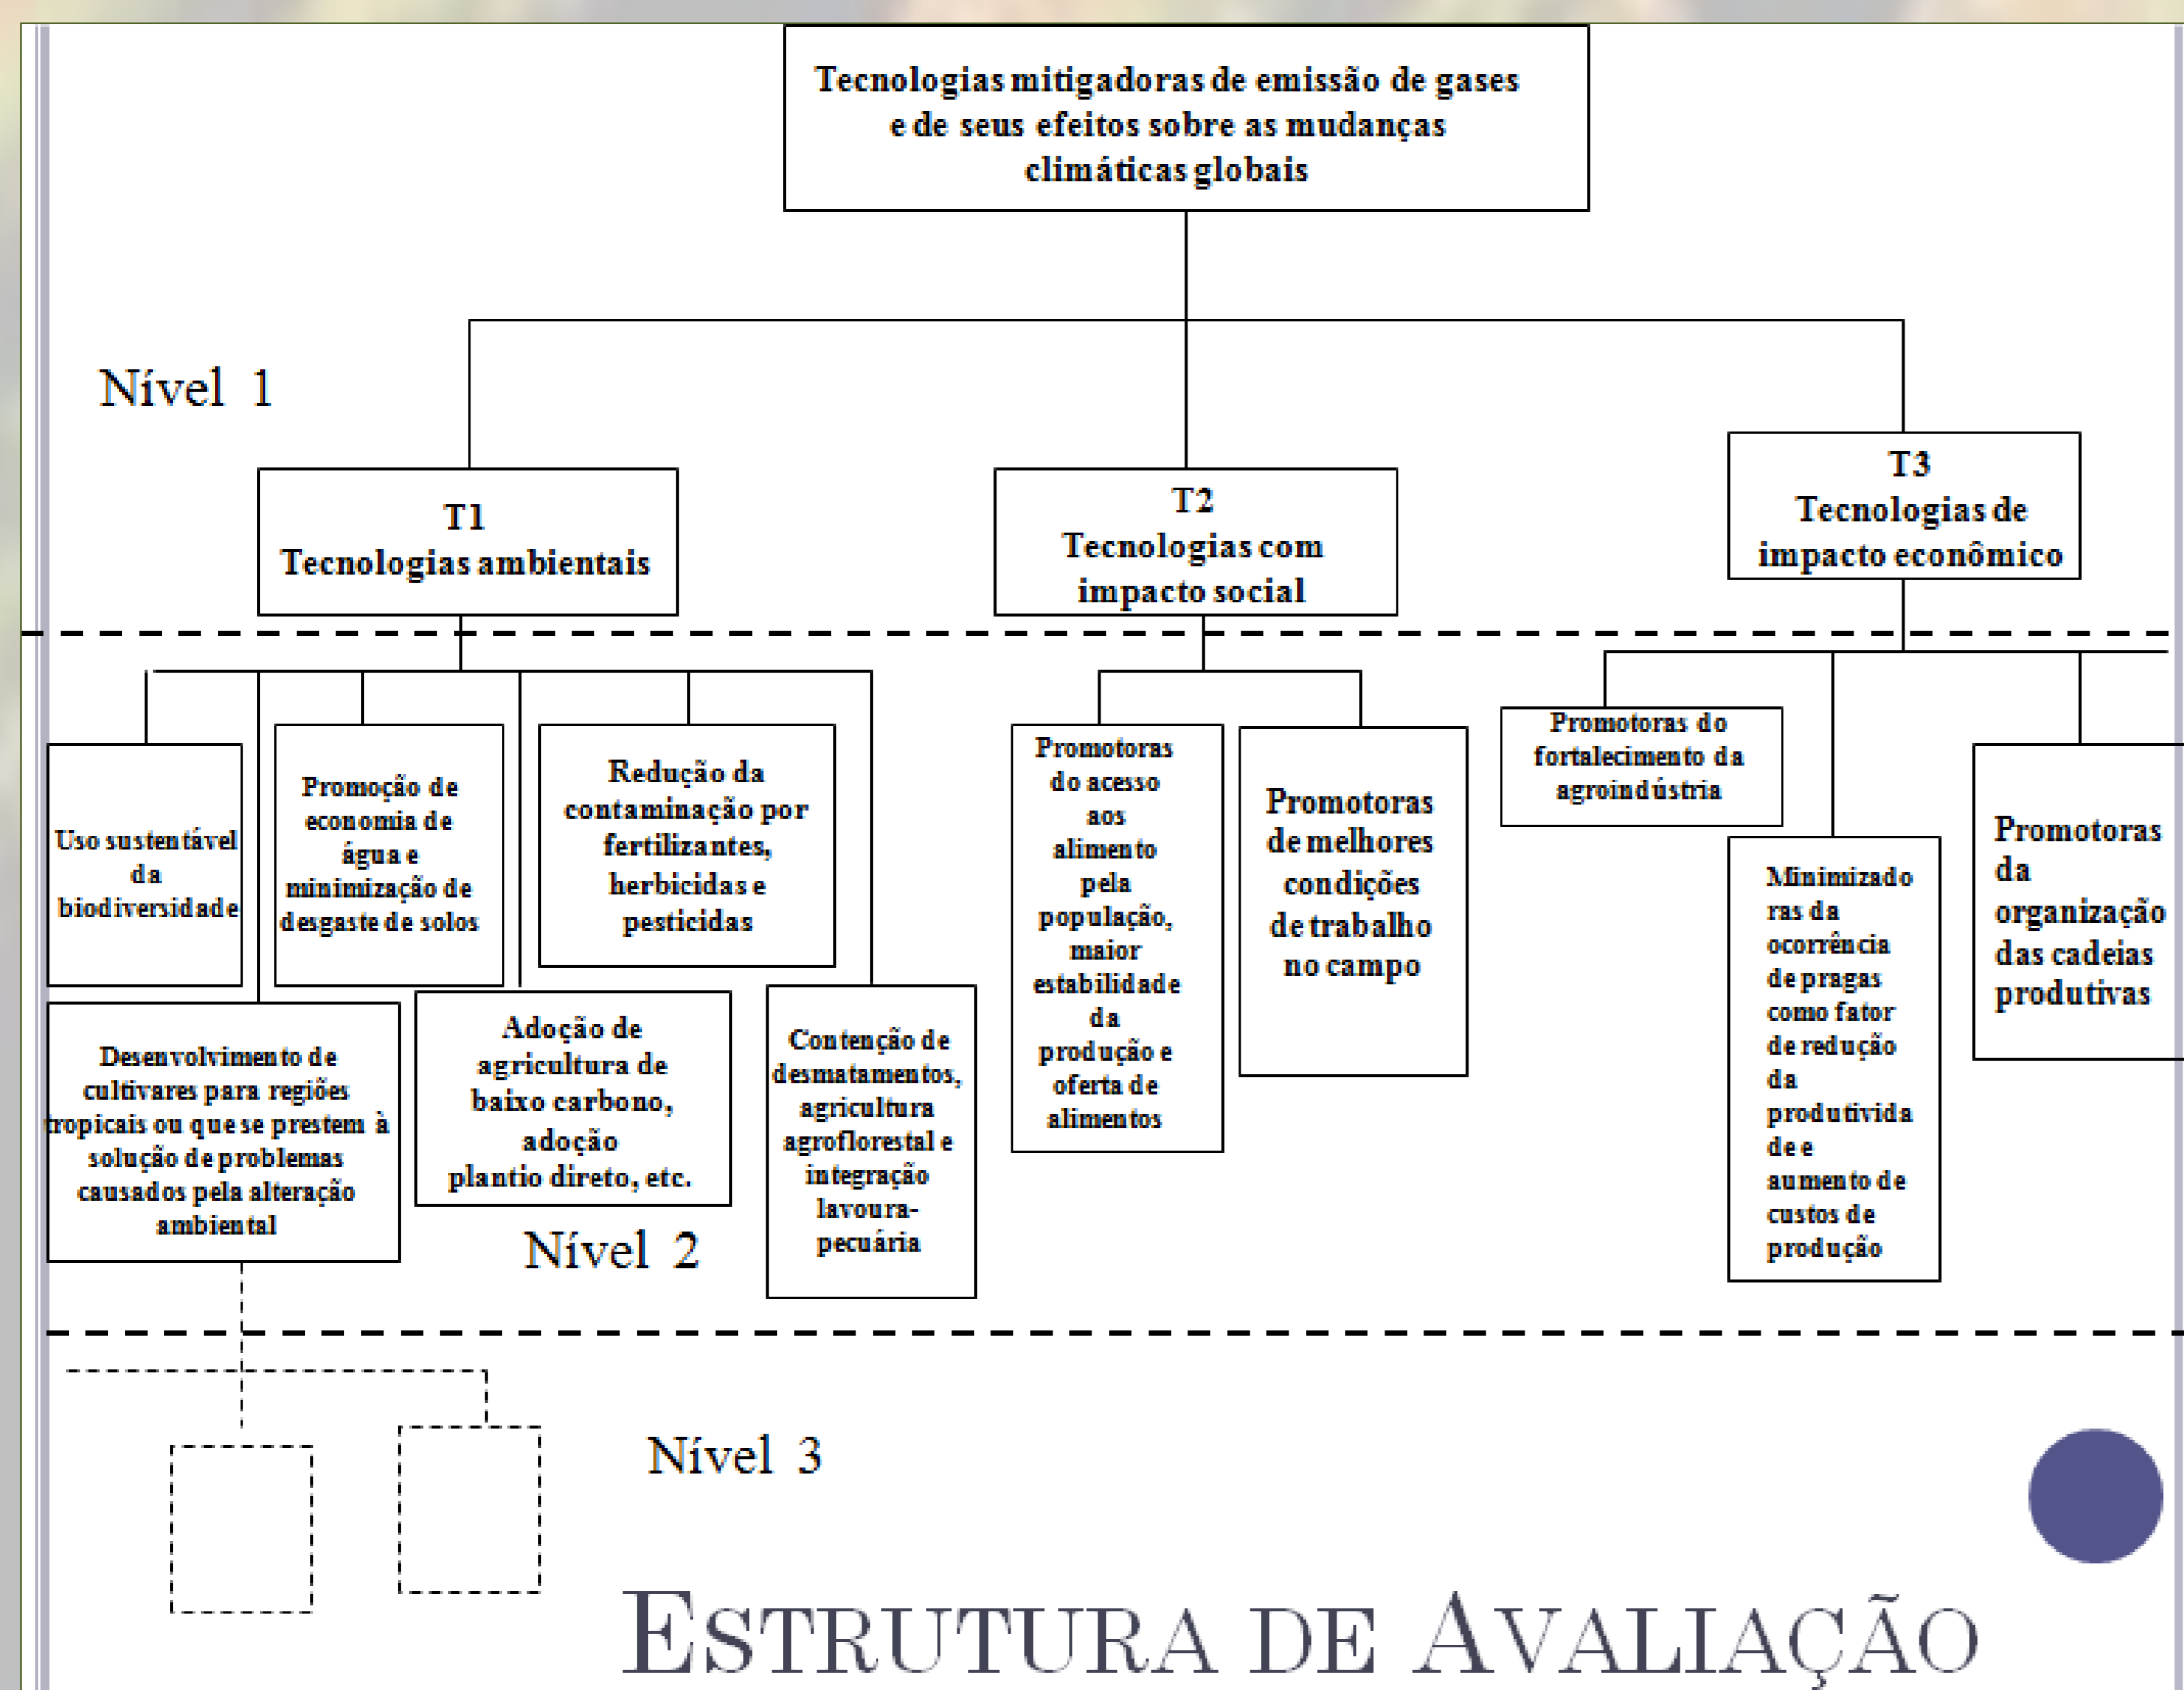 Tecnologias mitigadoras de emissão de gases
e de seus efeitos sobre as mudanças
climáticas globais
Nível 1
T1
Tecnologias ambientais
T2
Tecnologias com
impacto social
T3
Tecnologias de
impacto econômico
Uso sustentável
da
biodiversidade
Promoção de
economia de
água e
minimização de
desgaste de solos
Redução da
contaminação por
fertilizantes,
herbicidas e
pesticidas
Promotoras
do acesso
aos
alimento
pela
população,
maior
estabilidade
da
produção e
oferta de
alimentos
Promotoras
de melhores
condições
de trabalho
no campo
Promotoras do
fortalecimento da
agroindústria
Minimizado
ras da
ocorrência
de pragas
como fator
de redução
da
produtivida
de e
aumento de
custos de
produção
Promotoras
da
organização
das cadeias
produtivas
Desenvolvimento de
cultivares para regiões
tropicais ou que se prestem à
solução de problemas
causados pela alteração
ambiental
Adoção de
agricultura de
baixo carbono,
adoção
plantio direto, etc.
Contenção de
desmatamentos,
agricultura
agroflorestal e
integração
lavoura-
pecuária
Nível 2
Nível 3
ESTRUTURA DE AVALIAÇÃO